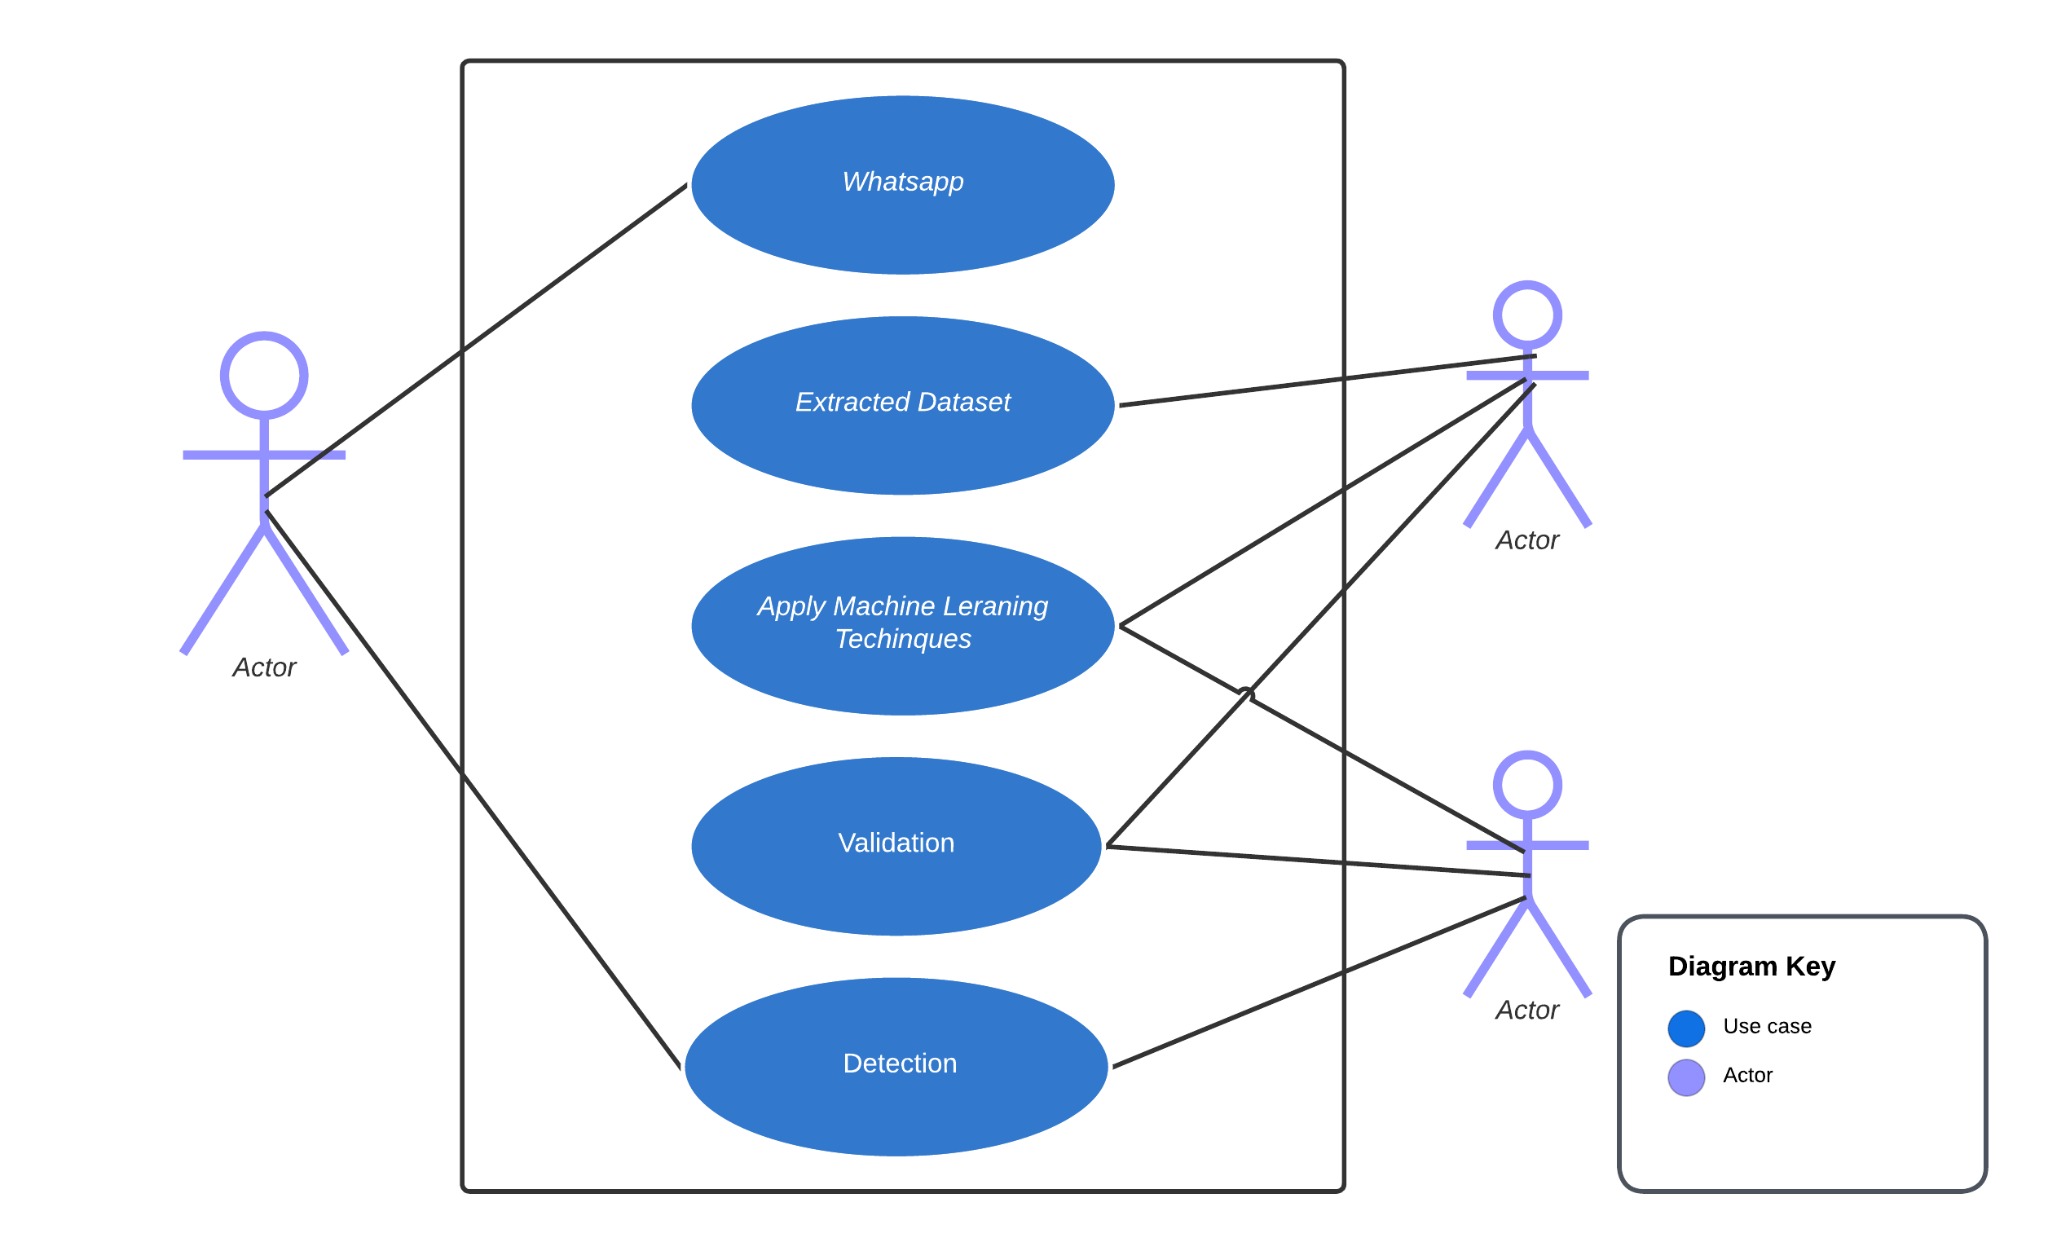 Whatsapp
Extracted Dataset
Apply Machine Leraning
Techinques
Validation
Detection
Actor
Actor
Actor
Diagram Key
Use case
Actor